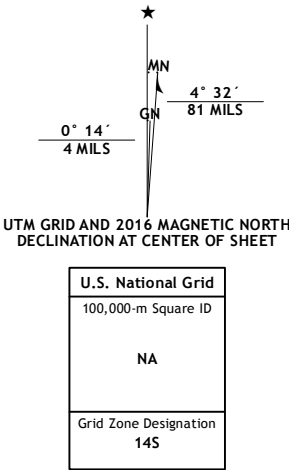 ★
MN
4° 32´
81 MILS
GN
0° 14´
4 MILS
UTM GRID AND 2016 MAGNETIC NORTH
DECLINATION AT CENTER OF SHEET
U.S. National Grid
100,000-m Square ID
NA
Grid Zone Designation
14S